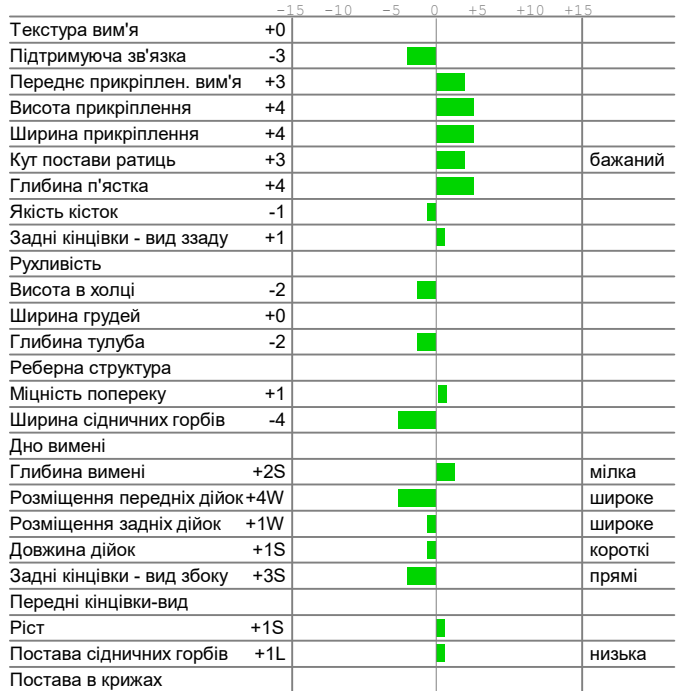 -15 -10 -5 0 +5 +10 +15
Текстура вим'я +0
Підтримуюча зв'язка -3
Переднє прикріплен. вим'я +3
Висота прикріплення +4
Ширина прикріплення +4
Кут постави ратиць +3 бажаний
Глибина п'ястка +4
Якість кісток -1
Задні кінцівки - вид ззаду +1
Рухливість
Висота в холці -2
Ширина грудей +0
Глибина тулуба -2
Реберна структура
Міцність попереку +1
Ширина сідничних горбів -4
Дно вимені
Глибина вимені +2S мілка
Розміщення передніх дійок +4W широке
Розміщення задніх дійок +1W широке
Довжина дійок +1S короткі
Задні кінцівки - вид збоку +3S прямі
Передні кінцівки-вид
Ріст +1S
Постава сідничних горбів +1L низька
Постава в крижах